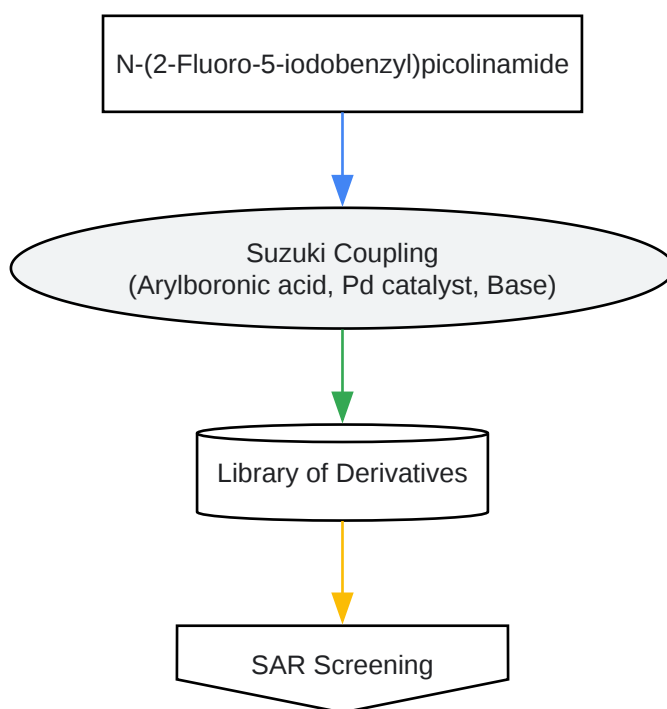 N-(2-Fluoro-5-iodobenzyl)picolinamide
Suzuki Coupling
(Arylboronic acid, Pd catalyst, Base)
Library of Derivatives
SAR Screening